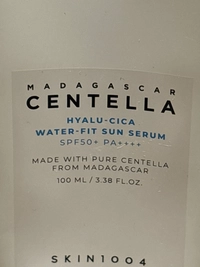 MADAGASCAR
CENTELLA
HYALU-CICA
WATER-FIT SUN SERUM
SPF50+ PA++++
MADE WITH PURE CENTELLA
FROM MADAGASCAR
100 ML / 3.38 FL.OZ.
SKIN1004